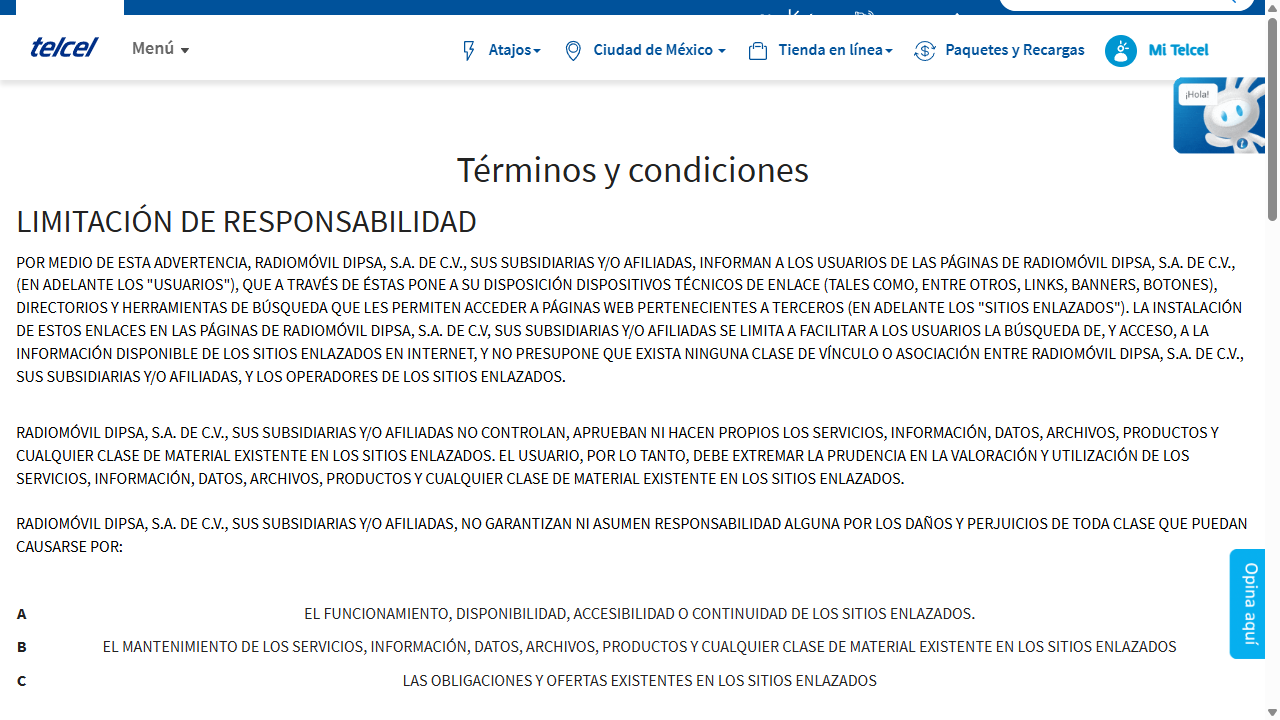 telcel
Menú
Atajos
Ciudad de México
Tienda en línea
Paquetes y Recargas
Mi Telcel
¡Hola!
Términos y condiciones
LIMITACIÓN DE RESPONSABILIDAD
POR MEDIO DE ESTA ADVERTENCIA, RADIOMÓVIL DIPSA, S.A. DE C.V., SUS SUBSIDIARIAS Y/O AFILIADAS, INFORMAN A LOS USUARIOS DE LAS PÁGINAS DE RADIOMÓVIL DIPSA, S.A. DE C.V.,
(EN ADELANTE LOS "USUARIOS"), QUE A TRAVÉS DE ÉSTAS PONE A SU DISPOSICIÓN DISPOSITIVOS TÉCNICOS DE ENLACE (TALES COMO, ENTRE OTROS, LINKS, BANNERS, BOTONES),
DIRECTORIOS Y HERRAMIENTAS DE BÚSQUEDA QUE LES PERMITEN ACCEDER A PÁGINAS WEB PERTENECIENTES A TERCEROS (EN ADELANTE LOS "SITIOS ENLAZADOS"). LA INSTALACIÓN
DE ESTOS ENLACES EN LAS PÁGINAS DE RADIOMÓVIL DIPSA, S.A. DE C.V, SUS SUBSIDIARIAS Y/O AFILIADAS SE LIMITA A FACILITAR A LOS USUARIOS LA BÚSQUEDA DE, Y ACCESO, A LA
INFORMACIÓN DISPONIBLE DE LOS SITIOS ENLAZADOS EN INTERNET, Y NO PRESUPONE QUE EXISTA NINGUNA CLASE DE VÍNCULO O ASOCIACIÓN ENTRE RADIOMÓVIL DIPSA, S.A. DE C.V.,
SUS SUBSIDIARIAS Y/O AFILIADAS, Y LOS OPERADORES DE LOS SITIOS ENLAZADOS.
RADIOMÓVIL DIPSA, S.A. DE C.V., SUS SUBSIDIARIAS Y/O AFILIADAS NO CONTROLAN, APRUEBAN NI HACEN PROPIOS LOS SERVICIOS, INFORMACIÓN, DATOS, ARCHIVOS, PRODUCTOS Y
CUALQUIER CLASE DE MATERIAL EXISTENTE EN LOS SITIOS ENLAZADOS. EL USUARIO, POR LO TANTO, DEBE EXTREMAR LA PRUDENCIA EN LA VALORACIÓN Y UTILIZACIÓN DE LOS
SERVICIOS, INFORMACIÓN, DATOS, ARCHIVOS, PRODUCTOS Y CUALQUIER CLASE DE MATERIAL EXISTENTE EN LOS SITIOS ENLAZADOS.
RADIOMÓVIL DIPSA, S.A. DE C.V., SUS SUBSIDIARIAS Y/O AFILIADAS, NO GARANTIZAN NI ASUMEN RESPONSABILIDAD ALGUNA POR LOS DAÑOS Y PERJUICIOS DE TODA CLASE QUE PUEDAN
CAUSARSE POR:
Opina aquí
A EL FUNCIONAMIENTO, DISPONIBILIDAD, ACCESIBILIDAD O CONTINUIDAD DE LOS SITIOS ENLAZADOS.
B EL MANTENIMIENTO DE LOS SERVICIOS, INFORMACIÓN, DATOS, ARCHIVOS, PRODUCTOS Y CUALQUIER CLASE DE MATERIAL EXISTENTE EN LOS SITIOS ENLAZADOS
C LAS OBLIGACIONES Y OFERTAS EXISTENTES EN LOS SITIOS ENLAZADOS